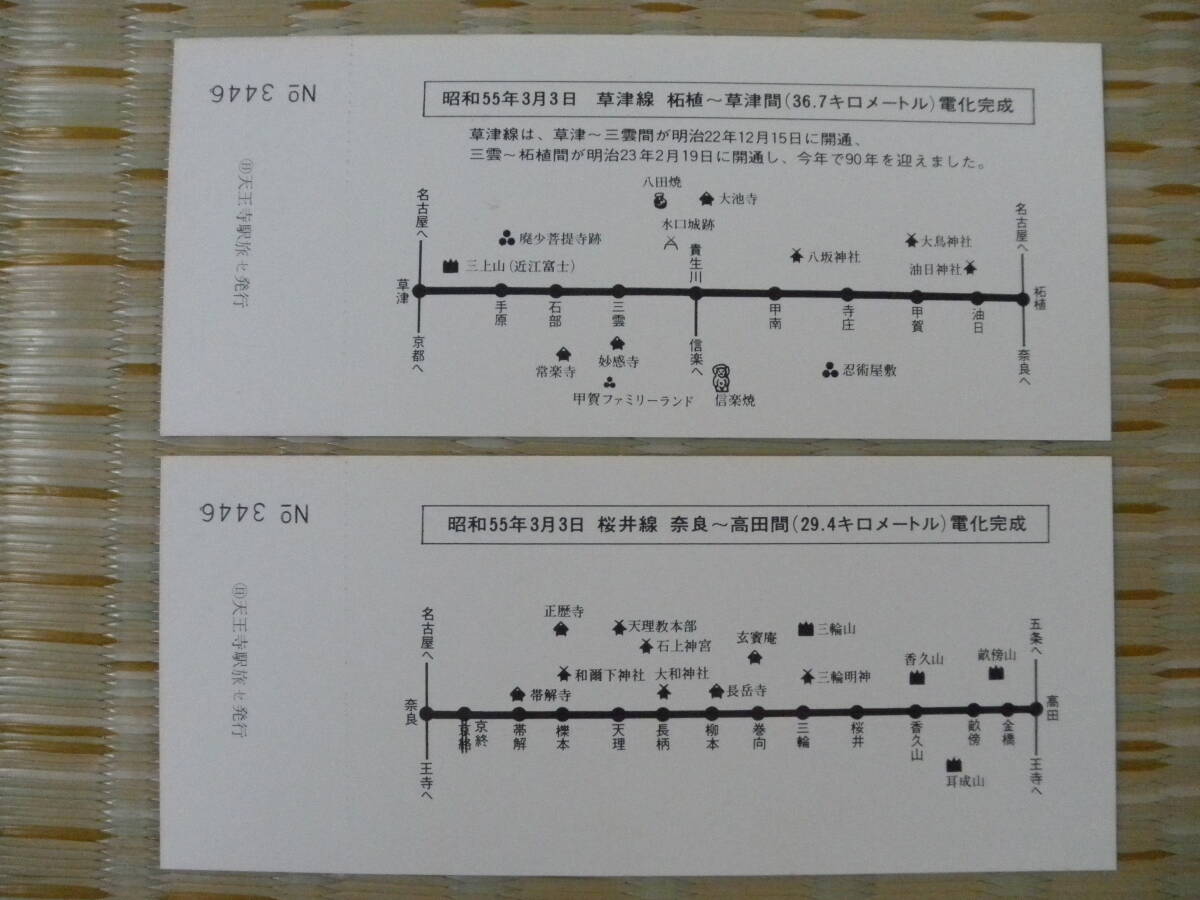 № 3446
㊐天王寺駅旅セ発行
昭和55年3月3日 草津線 柘植～草津間(36.7キロメートル)電化完成
草津線は、草津～三雲間が明治22年12月15日に開通、
三雲～柘植間が明治23年2月19日に開通し、今年で90年を迎えました。
八田焼
大池寺
水口城跡
廃少菩提寺跡
三上山(近江富士)
八坂神社
大鳥神社
油日神社
名古屋へ
草津
京都へ
手原
石部
三雲
貴生川
信楽へ
甲南
寺庄
甲賀
油日
名古屋へ
柘植
奈良へ
常楽寺
妙感寺
甲賀ファミリーランド
信楽焼
忍術屋敷
№ 3446
㊐天王寺駅旅セ発行
昭和55年3月3日 桜井線 奈良～高田間(29.4キロメートル)電化完成
正歴寺
天理教本部
石上神宮
和爾下神社
大和神社
帯解寺
玄賓庵
長岳寺
三輪山
三輪明神
香久山
畝傍山
名古屋へ
奈良
王寺へ
京終
京終
帯解
櫟本
天理
長柄
柳本
巻向
三輪
桜井
香久山
畝傍
金橋
五条へ
高田
王寺へ
耳成山